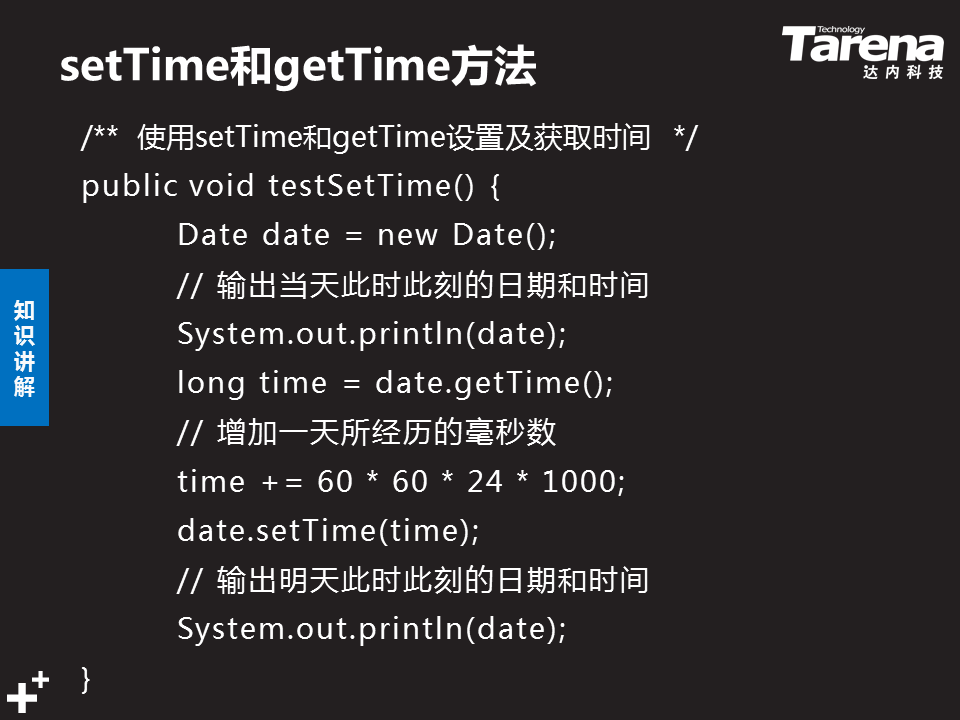 setTime和getTime方法
Technology
Tarena
达内科技
/** 使用setTime和getTime设置及获取时间 */
public void testSetTime() {
Date date = new Date();
// 输出当天此时此刻的日期和时间
System.out.println(date);
long time = date.getTime();
// 增加一天所经历的毫秒数
time += 60 * 60 * 24 * 1000;
date.setTime(time);
// 输出明天此时此刻的日期和时间
System.out.println(date);
}
知
识
讲
解